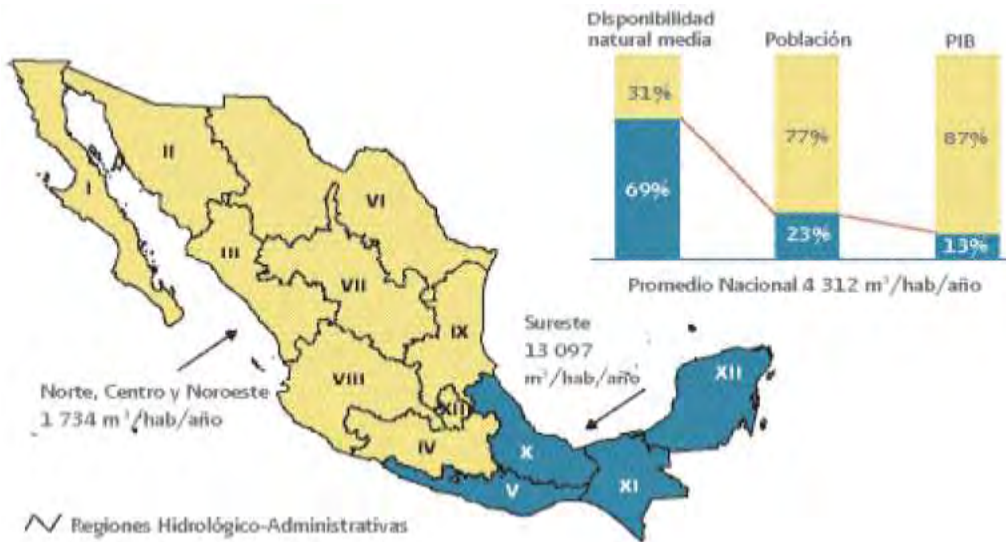 Disponibilidad
natural media
Población
PIB
31%
77%
87%
69%
23%
13%
Promedio Nacional 4 312 m³/hab/año
I
II
VI
III
VII
IX
VIII
XIII
IV
X
V
XI
XII
Sureste
13 097
m³/hab/año
Norte, Centro y Noroeste
1 734 m³/hab/año
Regiones Hidrológico-Administrativas